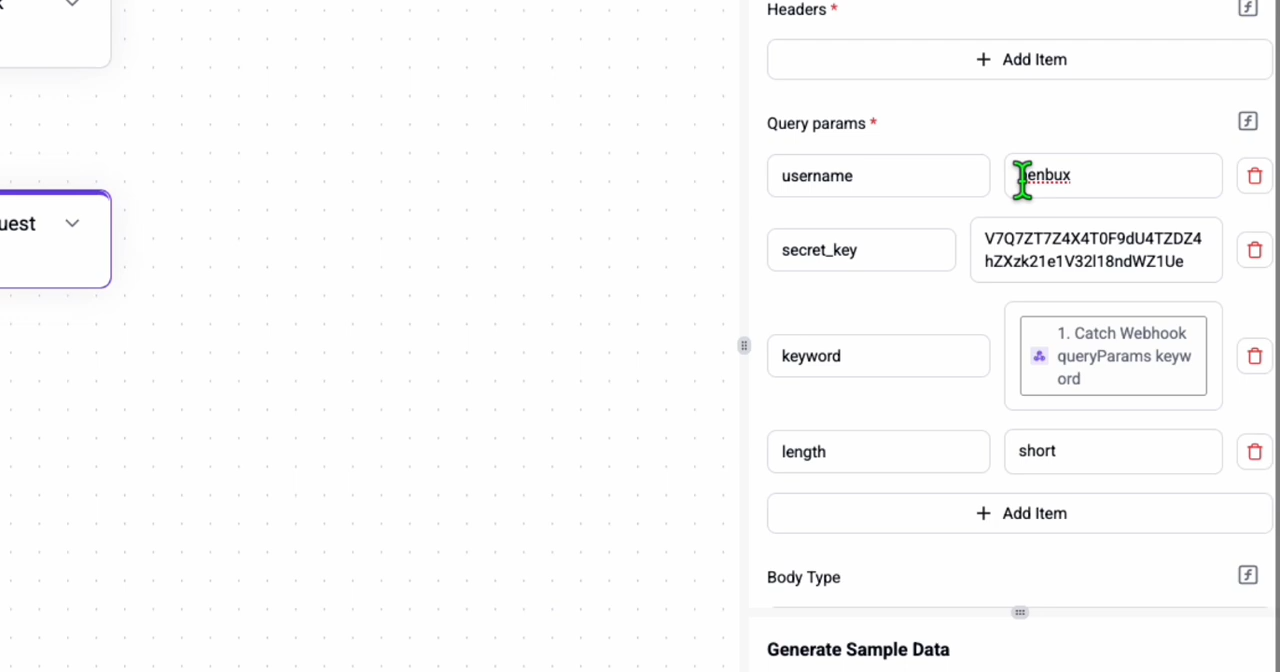 Headers *
+ Add Item
Query params *
username
enbux
secret_key
V7Q7ZT7Z4X4T0F9dU4TZDZ4
hZXzk21e1V32l18ndWZ1Ue
uest
keyword
1. Catch Webhook
queryParams keyw
ord
length
short
+ Add Item
Body Type
Generate Sample Data